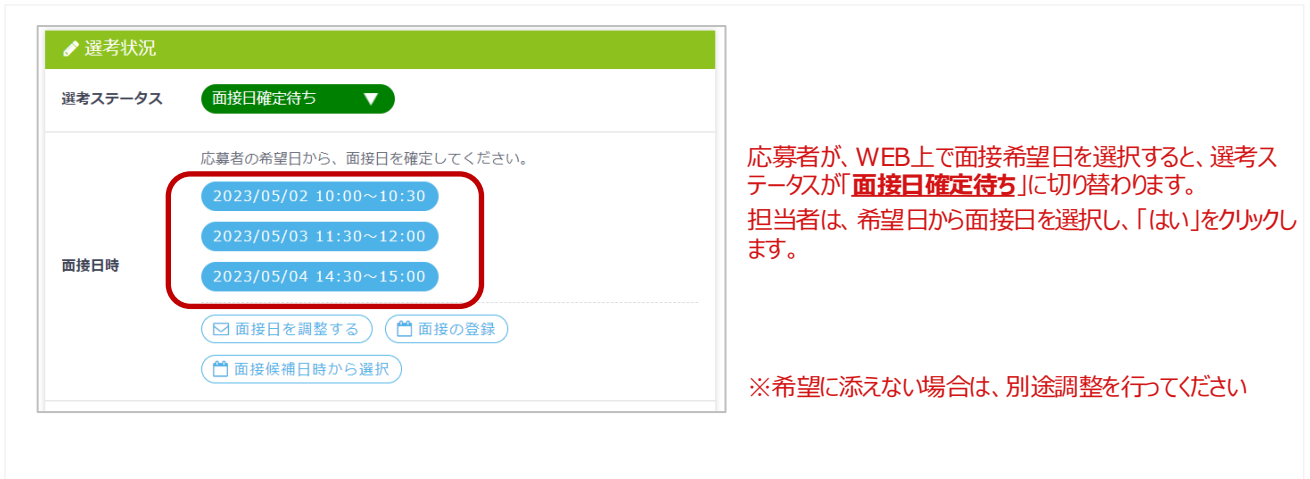 選考状況
選考ステータス
面接日確定待ち ▼
応募者の希望日から、面接日を確定してください。
2023/05/02 10:00～10:30
2023/05/03 11:30～12:00
面接日時
2023/05/04 14:30～15:00
面接日を調整する
面接の登録
面接候補日時から選択
応募者が、WEB上で面接希望日を選択すると、選考ス
テータスが「面接日確定待ち」に切り替わります。
担当者は、希望日から面接日を選択し、「はい」をクリックし
ます。
※希望に添えない場合は、別途調整を行ってください